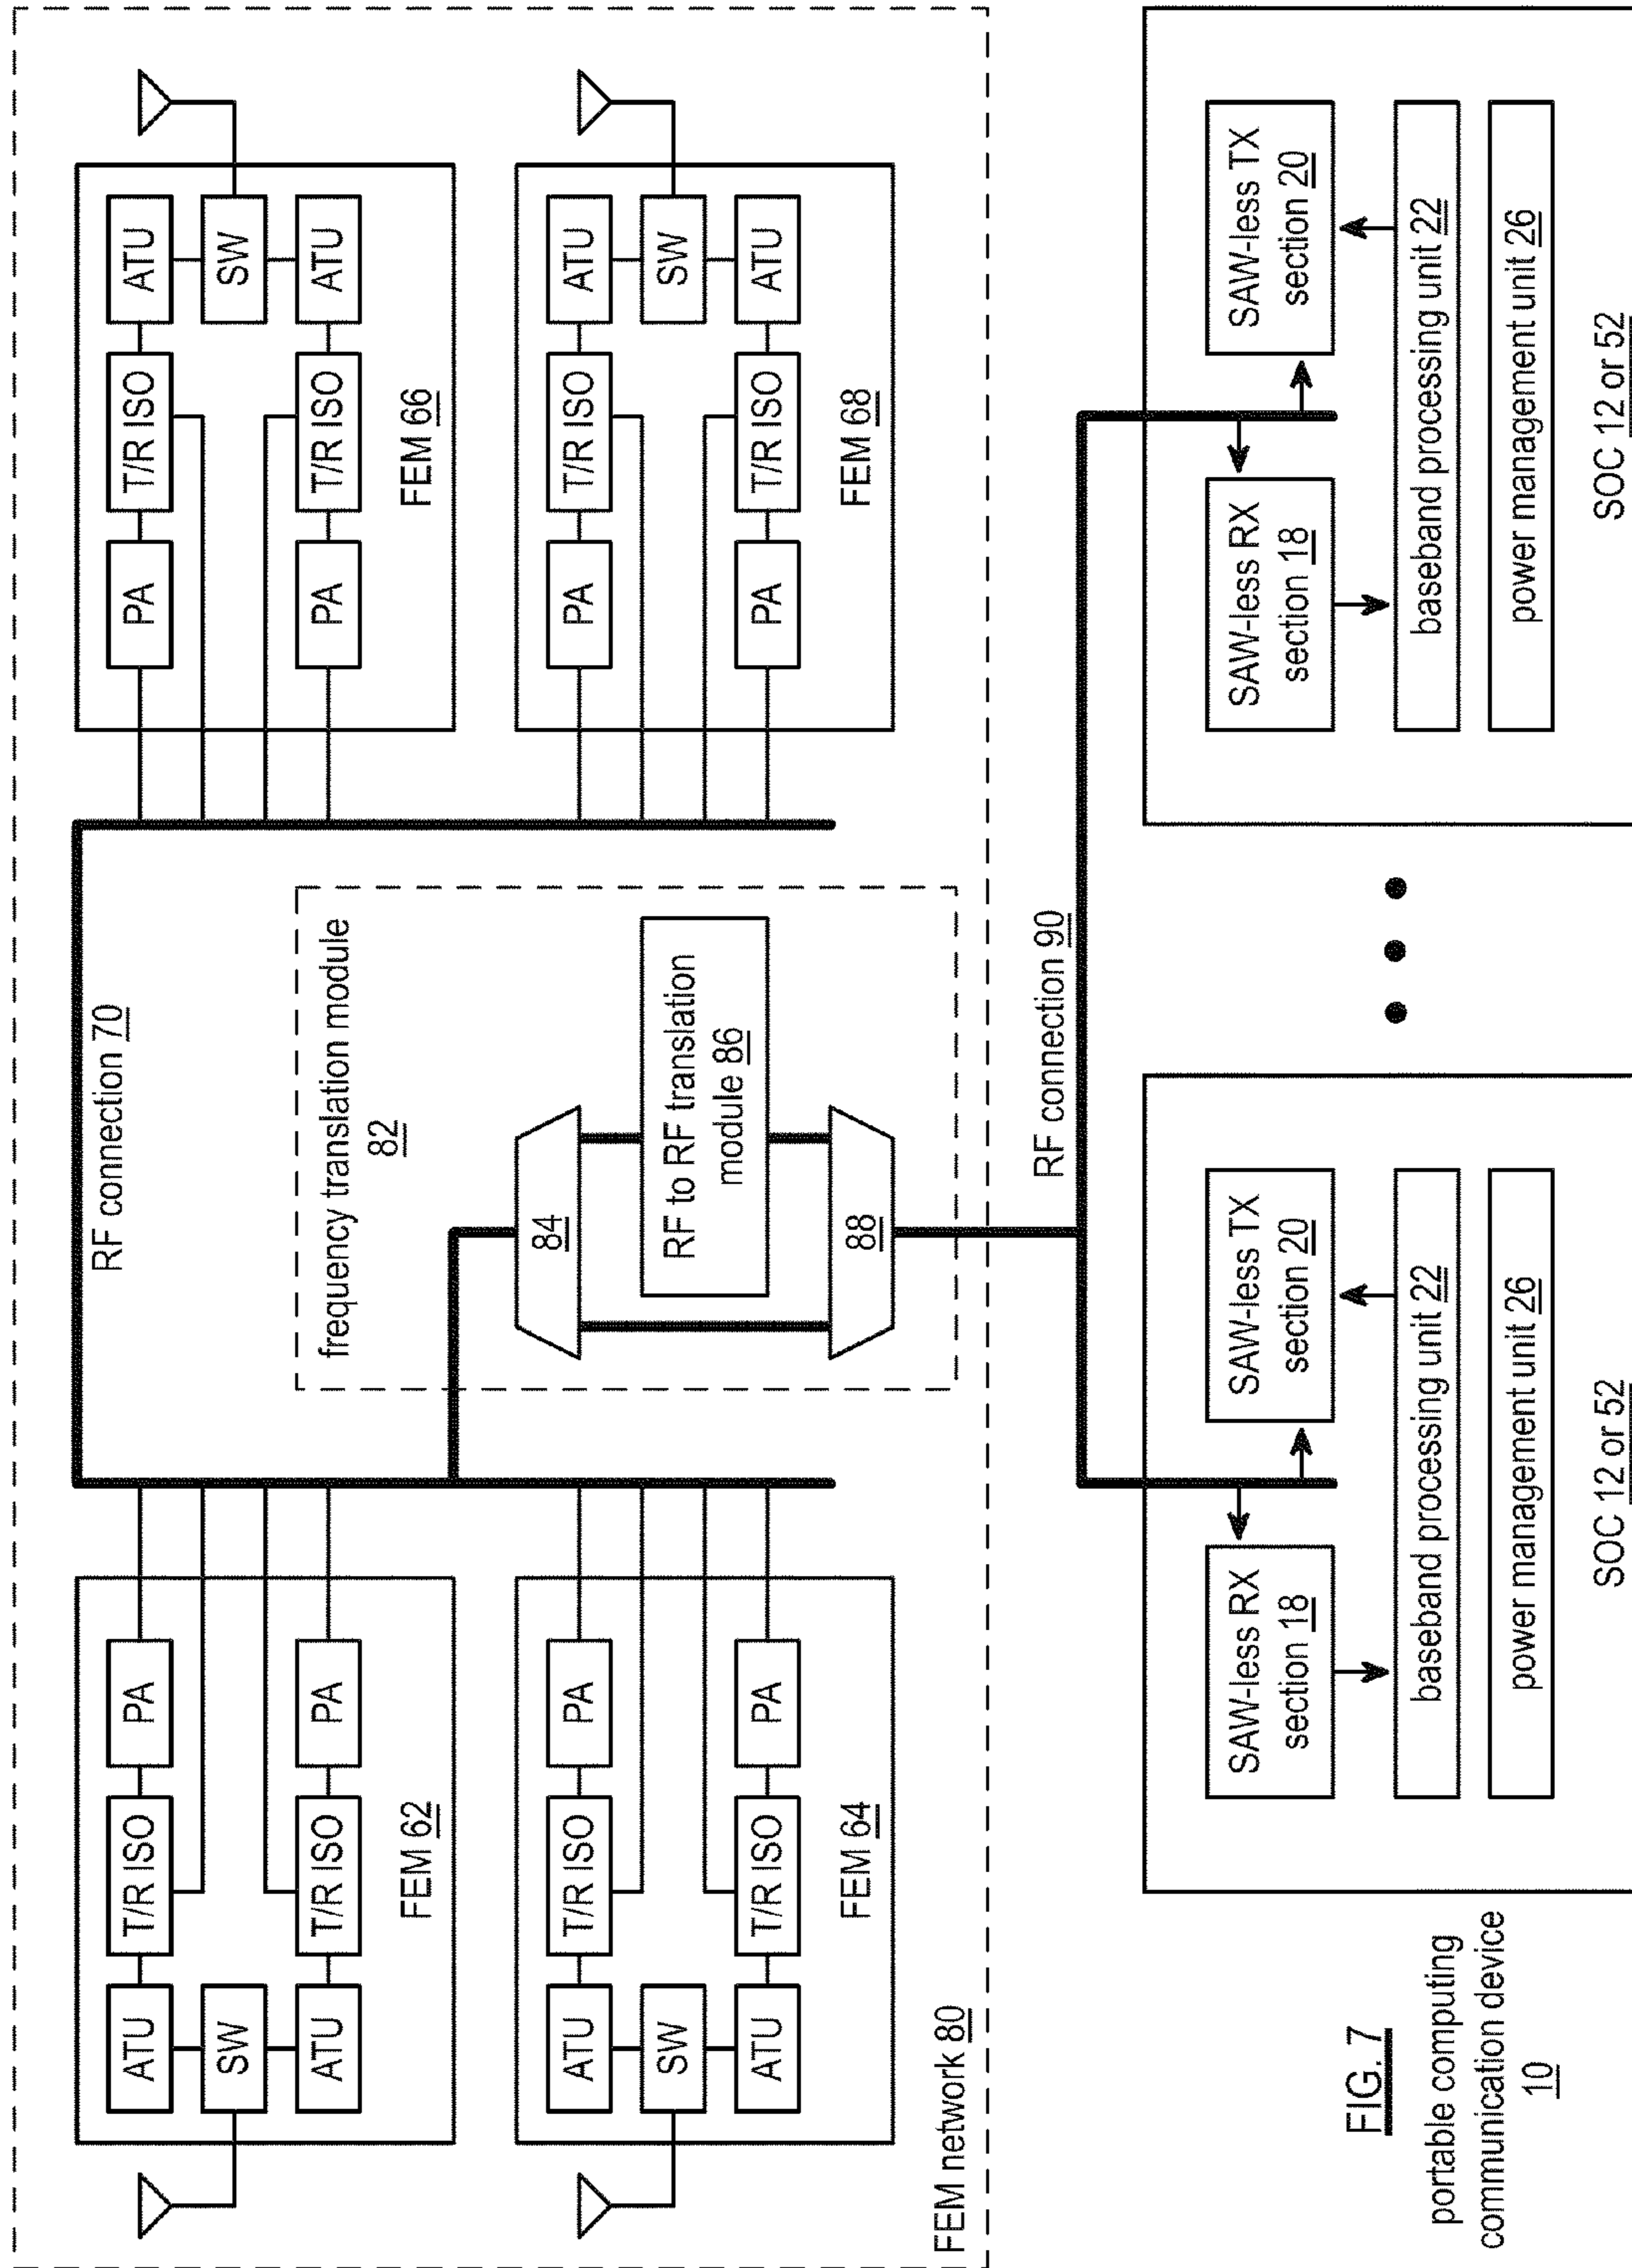 ATU
T/R ISO
PA
SW
ATU
T/R ISO
PA
FEM 62
ATU
T/R ISO
PA
SW
ATU
T/R ISO
PA
FEM 64
FEM network 80
RF connection 70
frequency translation module
82
84
RF to RF translation
module 86
88
PA
T/R ISO
ATU
SW
PA
T/R ISO
ATU
FEM 66
PA
T/R ISO
ATU
SW
PA
T/R ISO
ATU
FEM 68
RF connection 90
SAW-less RX
section 18
SAW-less TX
section 20
baseband processing unit 22
power management unit 26
SOC 12 or 52
SAW-less RX
section 18
SAW-less TX
section 20
baseband processing unit 22
power management unit 26
SOC 12 or 52
FIG. 7
portable computing
communication device
10